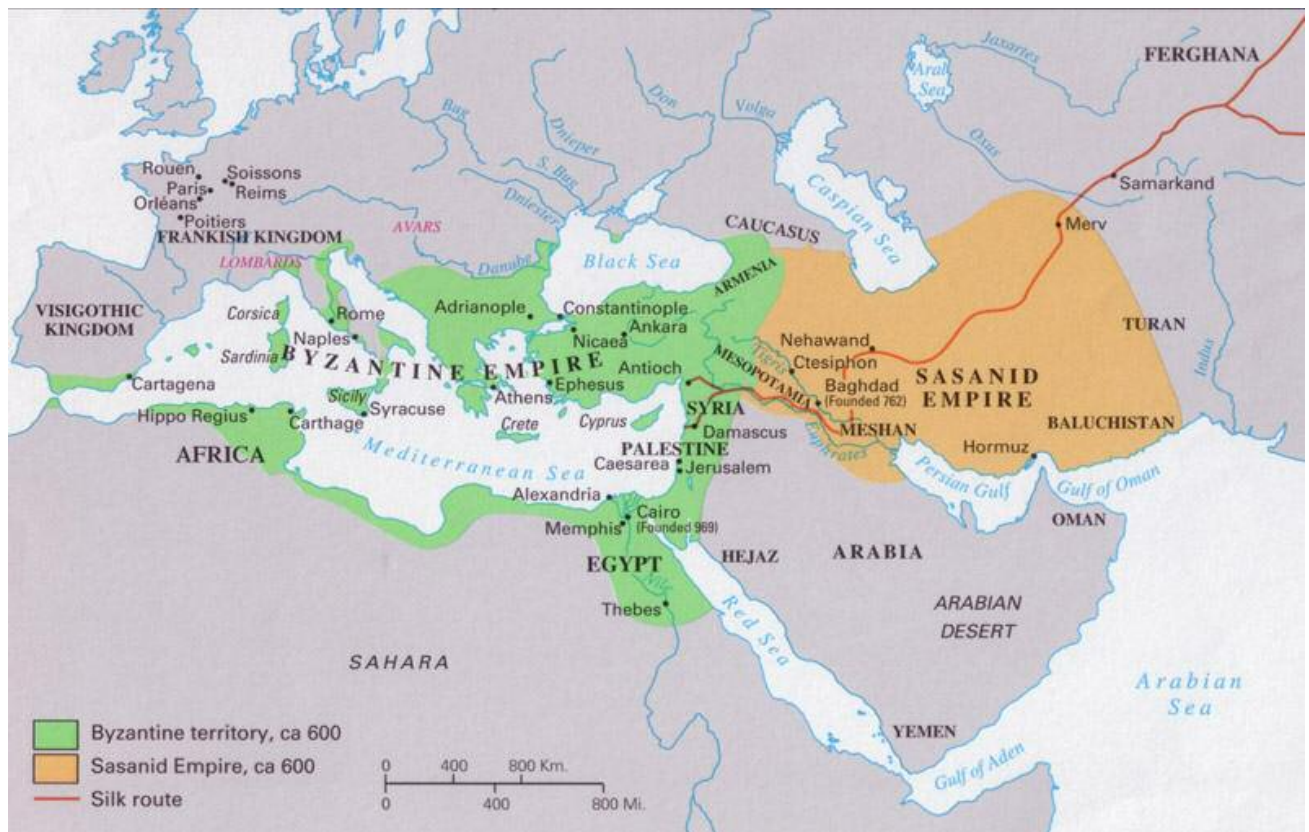 Jaxartes
FERGHANA
Aral
Sea
Bug
Don
Volga
Dnieper
Oxus
S. Bug
Dniester
Rouen
Soissons
Paris
Reims
Orléans
Poitiers
FRANKISH KINGDOM
AVARS
LOMBARDS
Danube
Samarkand
Caspian Sea
Merv
CAUCASUS
Black Sea
ARMENIA
Indus
VISIGOTHIC
KINGDOM
Corsica
Rome
Adrianople
Constantinople
Ankara
Nicaea
TURAN
Naples
Sardinia
BYZANTINE EMPIRE
Nehawand
Tigris
Ctesiphon
Antioch
MESOPOTAMIA
SASANID
EMPIRE
Cartagena
Sicily
Ephesus
Baghdad
(Founded 762)
Hippo Regius
Carthage
Syracuse
Athens
Crete
Cyprus
SYRIA
Damascus
MESHAN
Euphrates
BALUCHISTAN
AFRICA
Mediterranean Sea
PALESTINE
Caesarea
Jerusalem
Hormuz
Persian Gulf
Gulf of Oman
Alexandria
Cairo
(Founded 969)
Memphis
OMAN
EGYPT
HEJAZ
ARABIA
Nile
Thebes
Red Sea
ARABIAN
DESERT
SAHARA
Arabian
Sea
YEMEN
Gulf of Aden
Byzantine territory, ca 600
Sasanid Empire, ca 600
Silk route
0 400 800 Km.
0 400 800 Mi.